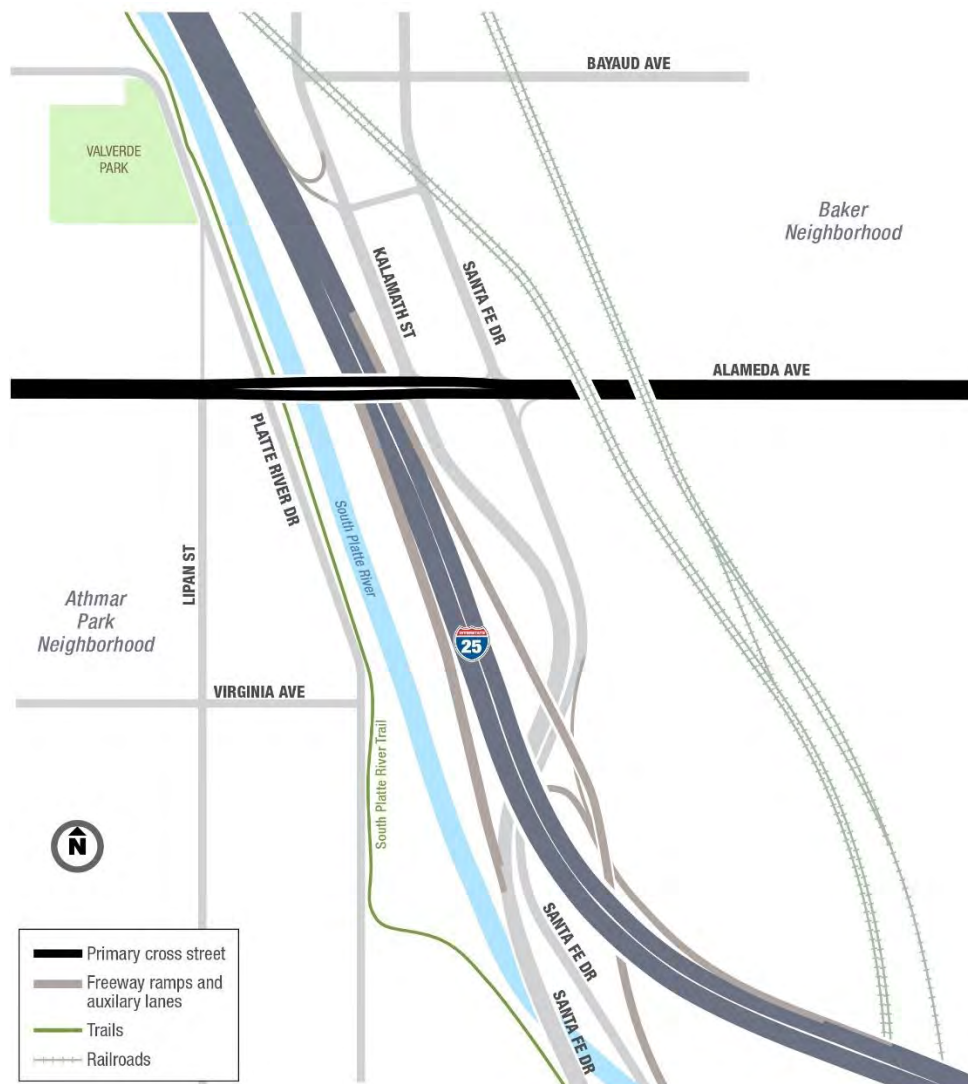 BAYAUD AVE
VALVERDE
PARK
Baker
Neighborhood
KALAMATH ST
SANTA FE DR
ALAMEDA AVE
PLATTE RIVER DR
South Platte River
LIPAN ST
Athmar
Park
Neighborhood
INTERSTATE
25
VIRGINIA AVE
South Platte River Trail
N
SANTA FE DR
SANTA FE DR
Primary cross street
Freeway ramps and
auxilary lanes
Trails
Railroads